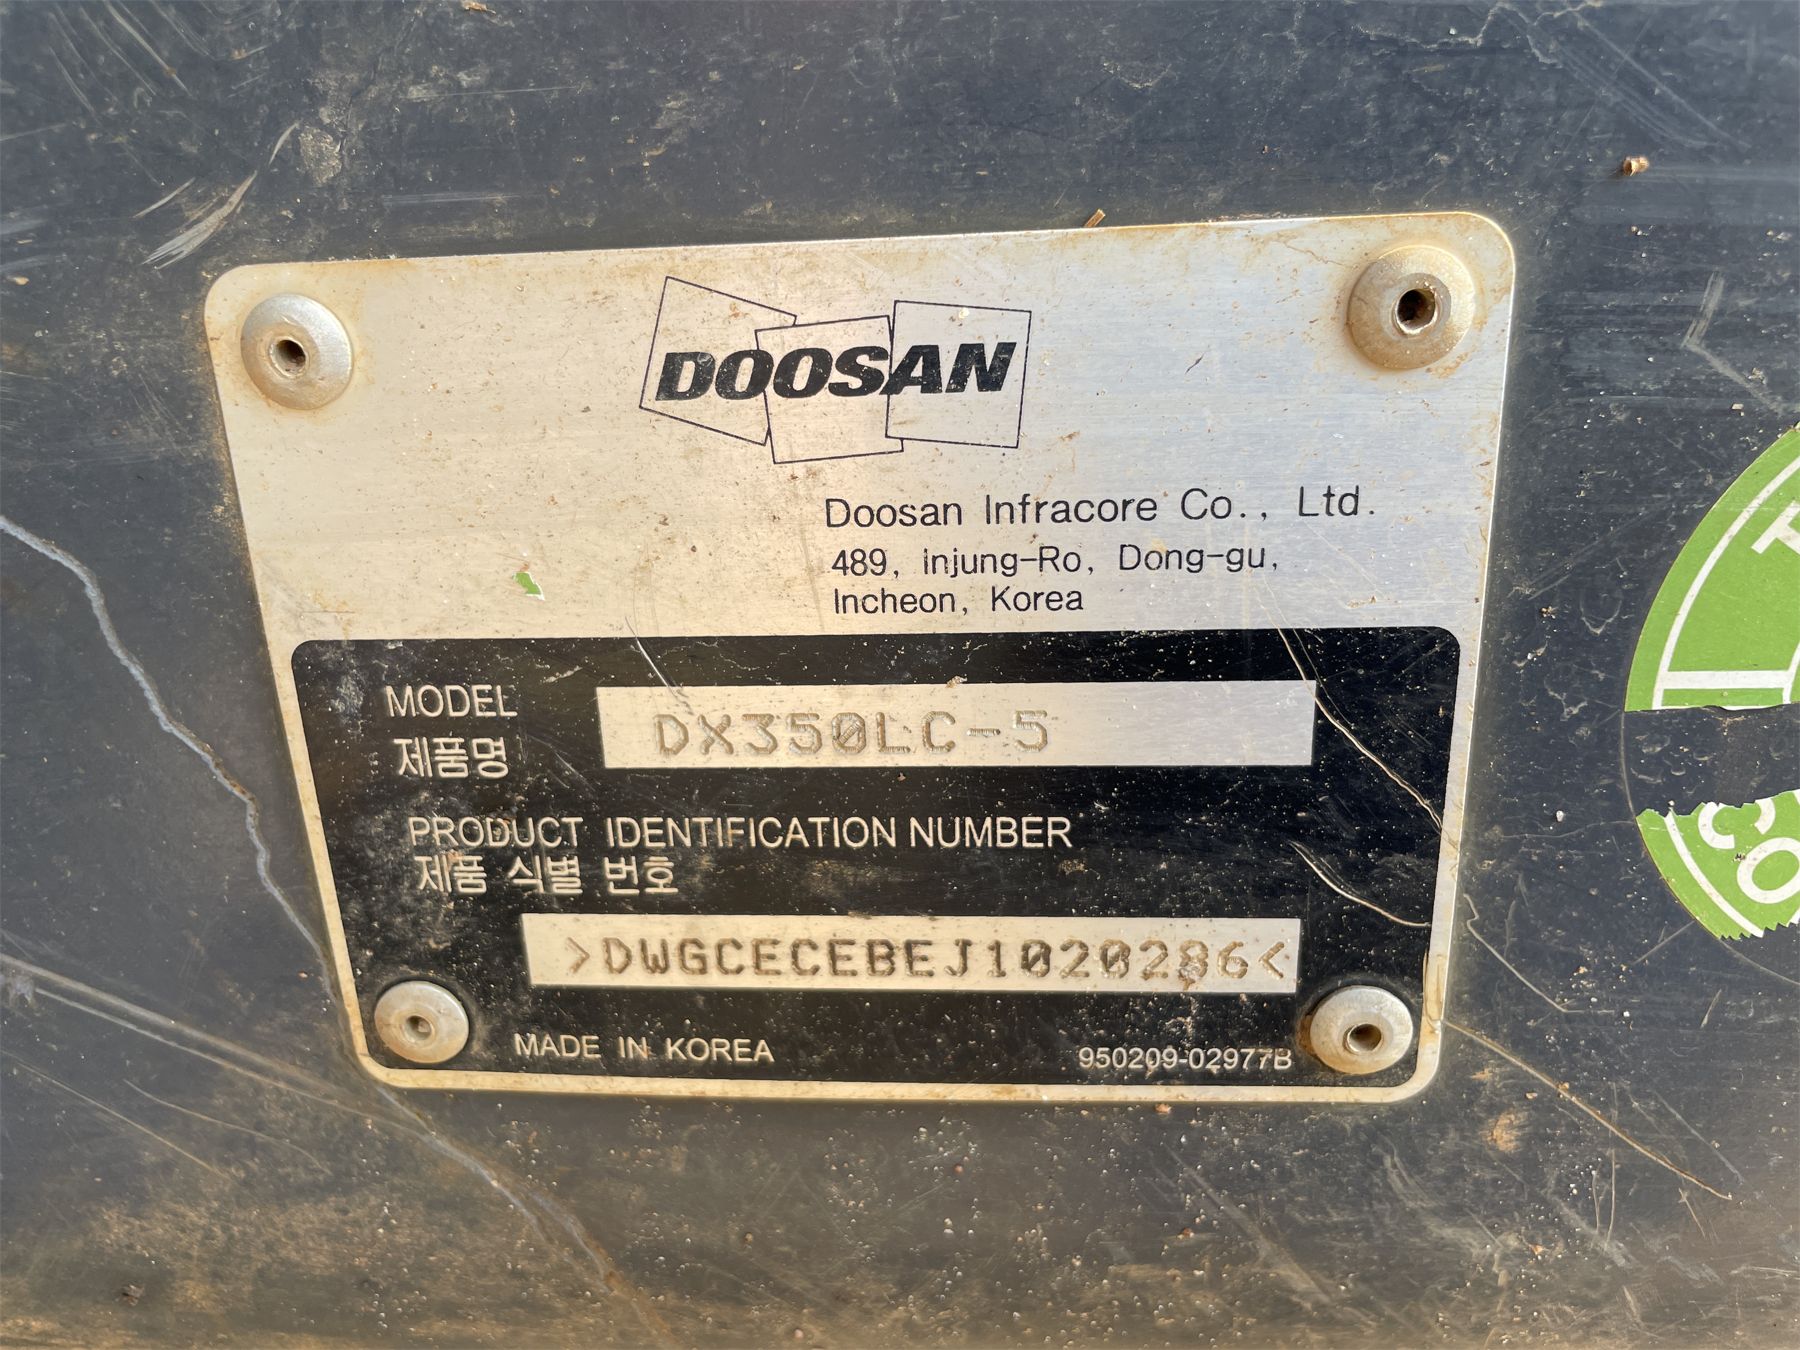 DOOSAN
Doosan Infracore Co., Ltd.
489, Injung-Ro, Dong-gu,
Incheon, Korea
MODEL
제품명
DX350LC-5
PRODUCT IDENTIFICATION NUMBER
제품 식별 번호
>DWGCECEBEJ1020286<
MADE IN KOREA
950209-02977B